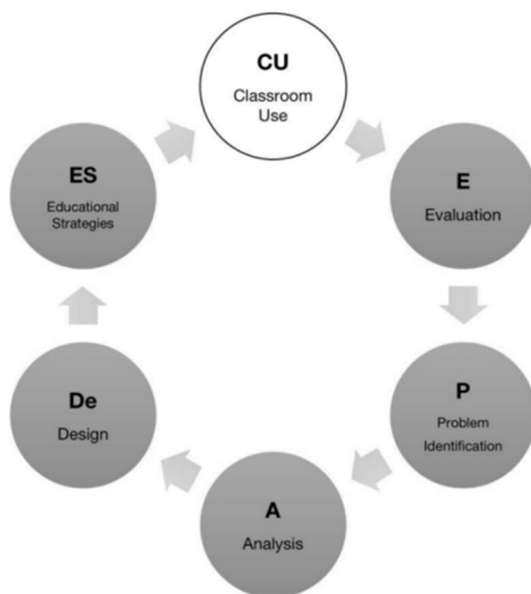 CU
Classroom
Use
E
Evaluation
P
Problem
Identification
A
Analysis
De
Design
ES
Educational
Strategies